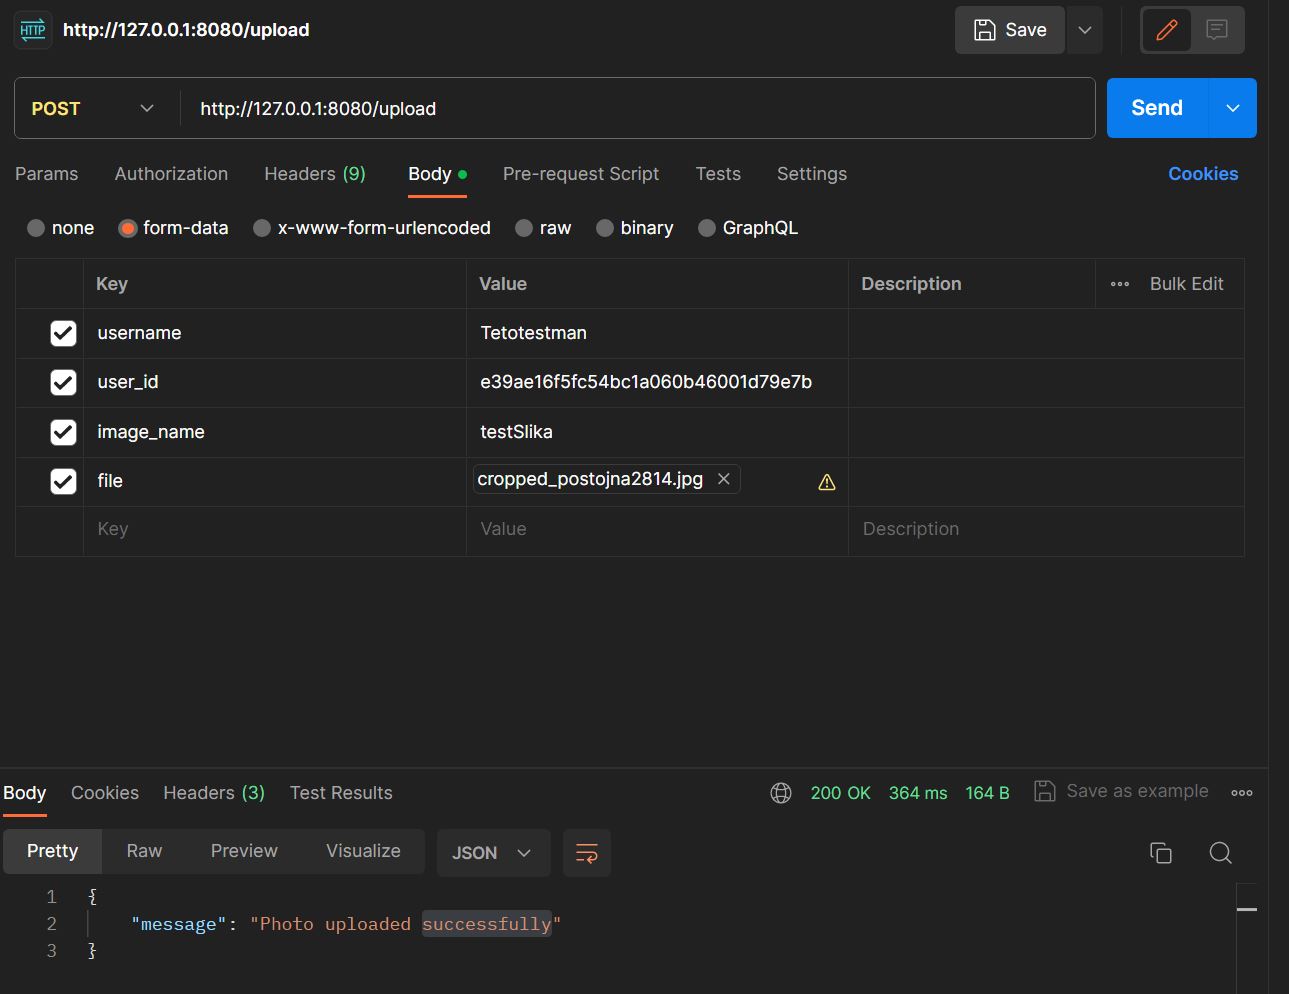 HTTP http://127.0.0.1:8080/upload Save
POST http://127.0.0.1:8080/upload Send
Params Authorization Headers (9) Body Pre-request Script Tests Settings Cookies
none form-data x-www-form-urlencoded raw binary GraphQL
Key Value Description Bulk Edit
username Tetotestman
user_id e39ae16f5fc54bc1a060b46001d79e7b
image_name testSlika
file cropped_postojna2814.jpg
Key Value Description
Body Cookies Headers (3) Test Results 200 OK 364 ms 164 B Save as example
Pretty Raw Preview Visualize JSON
1 {
2 "message": "Photo uploaded successfully"
3 }